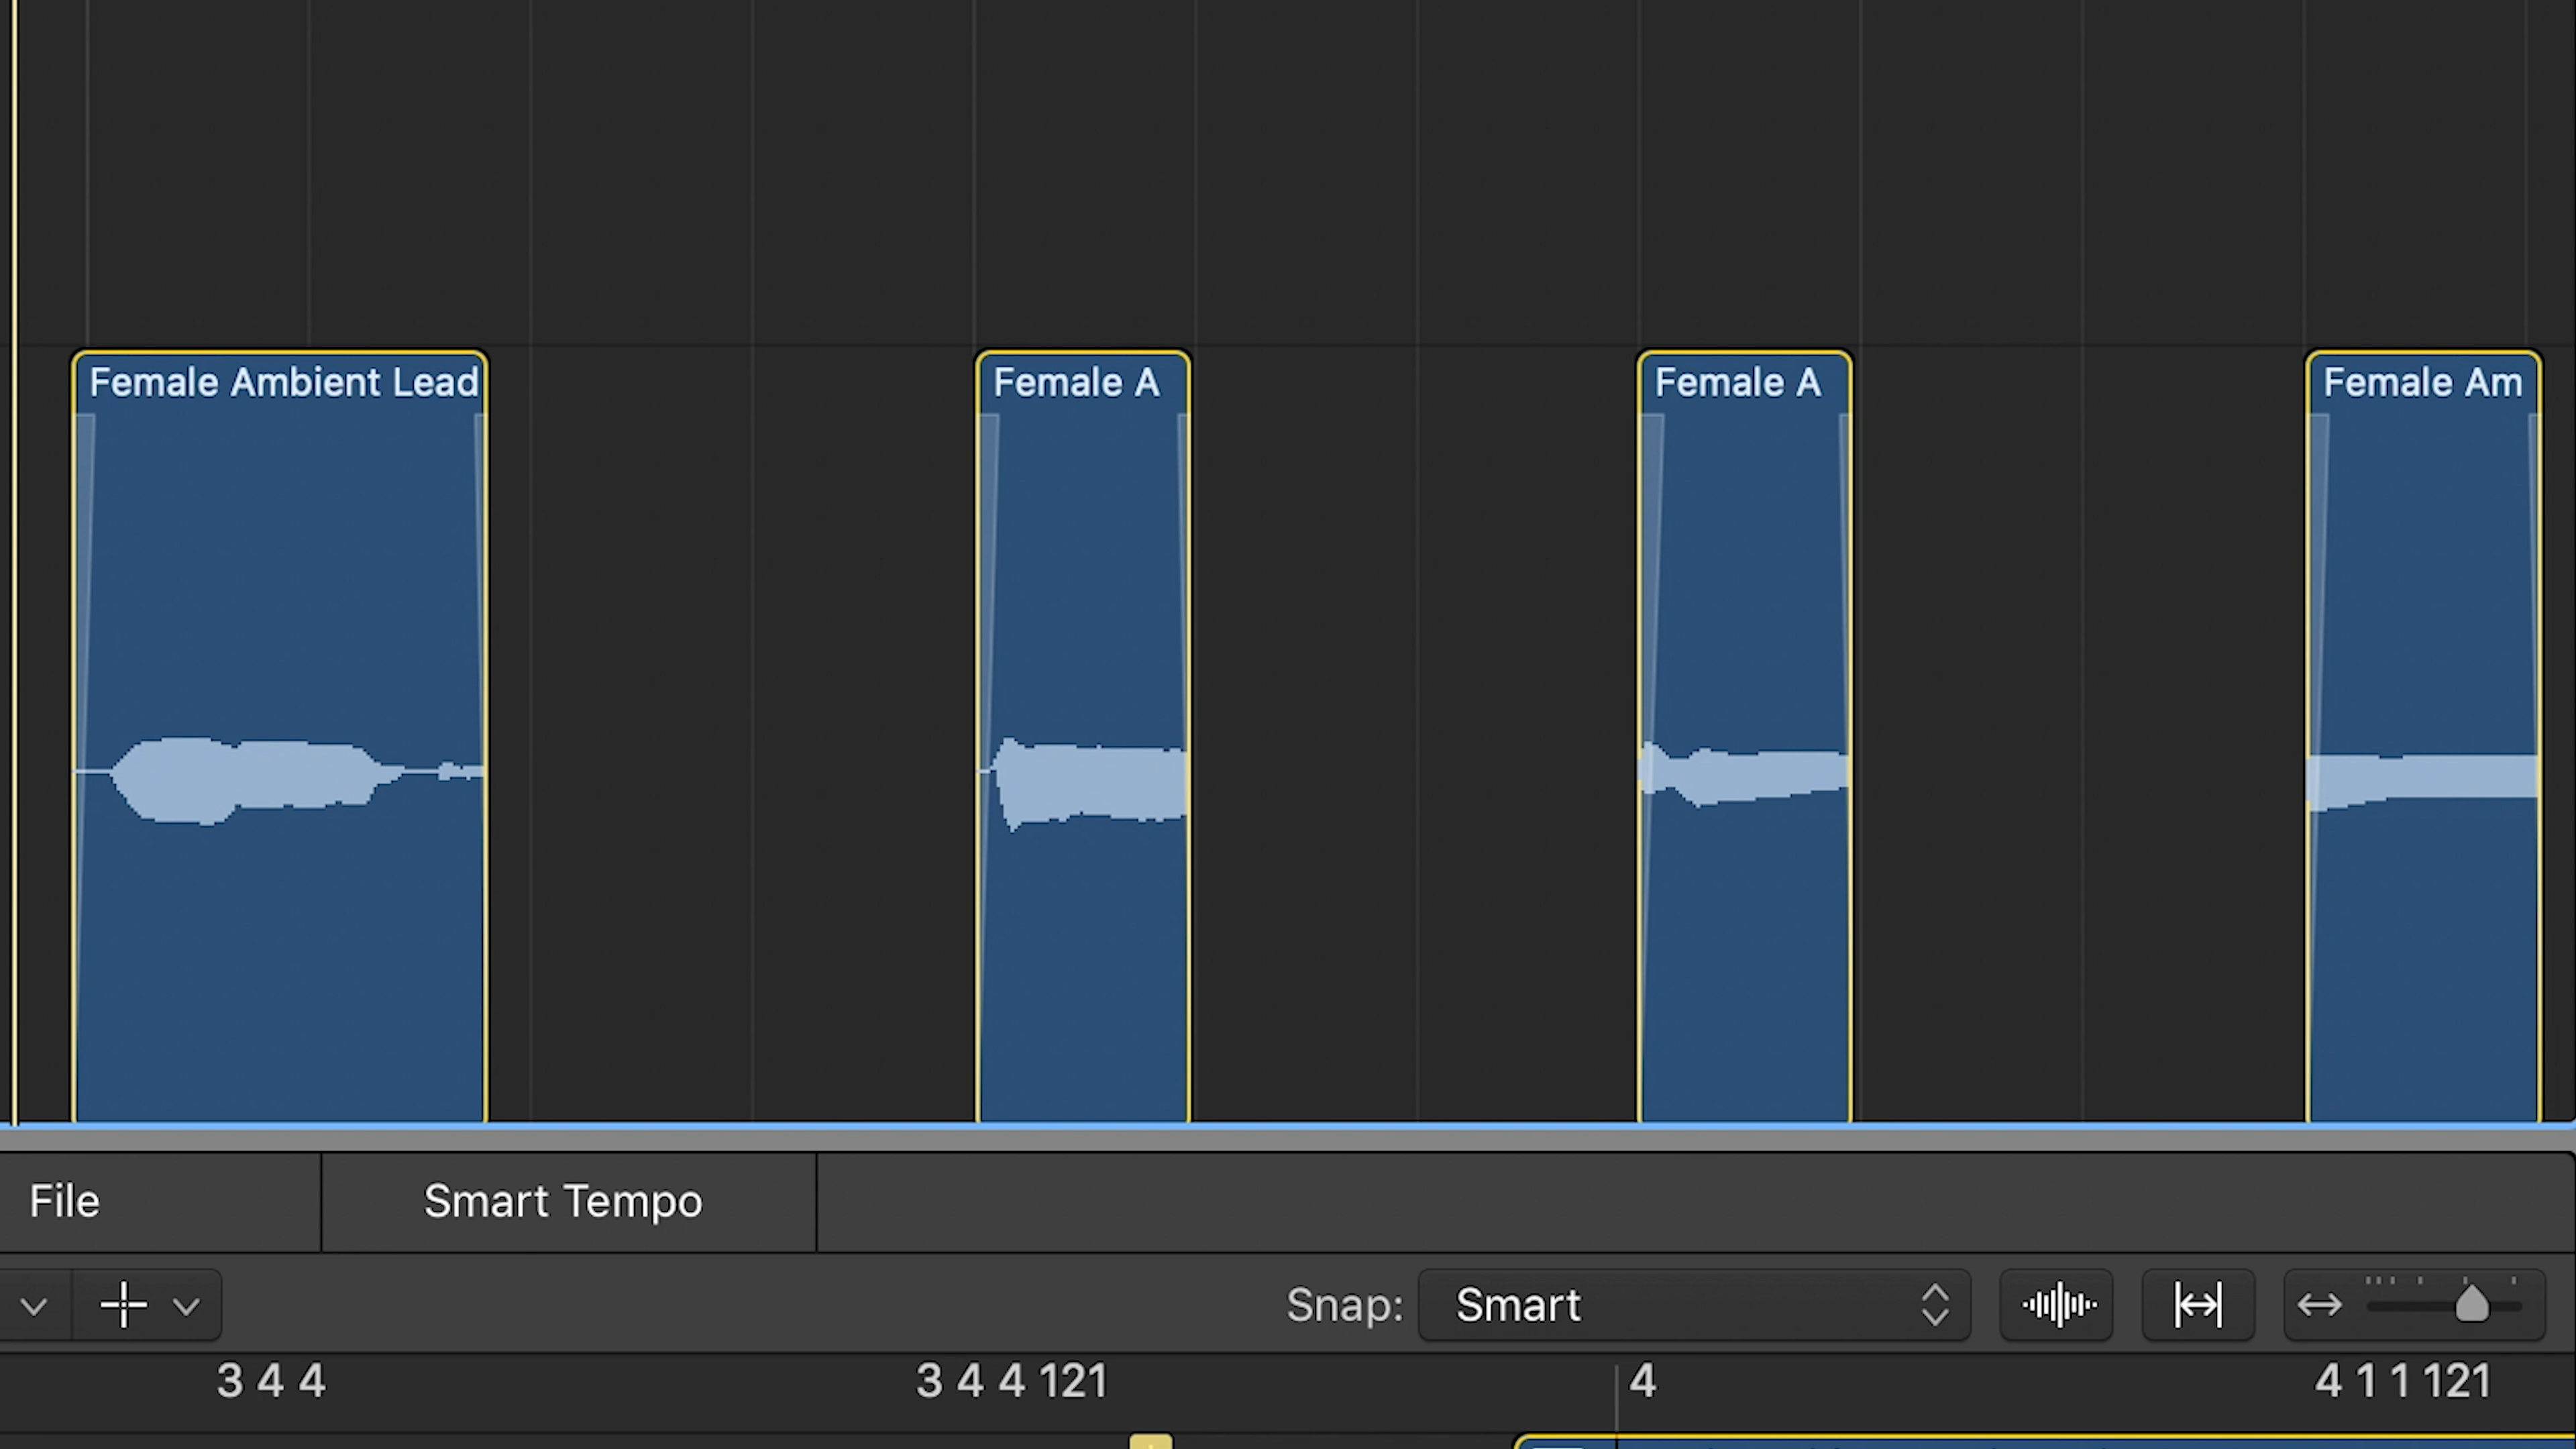 Female Ambient Lead
Female A
Female A
Female Am
File
Smart Tempo
Snap: Smart
3 4 4
3 4 4 121
4
4 1 1 121